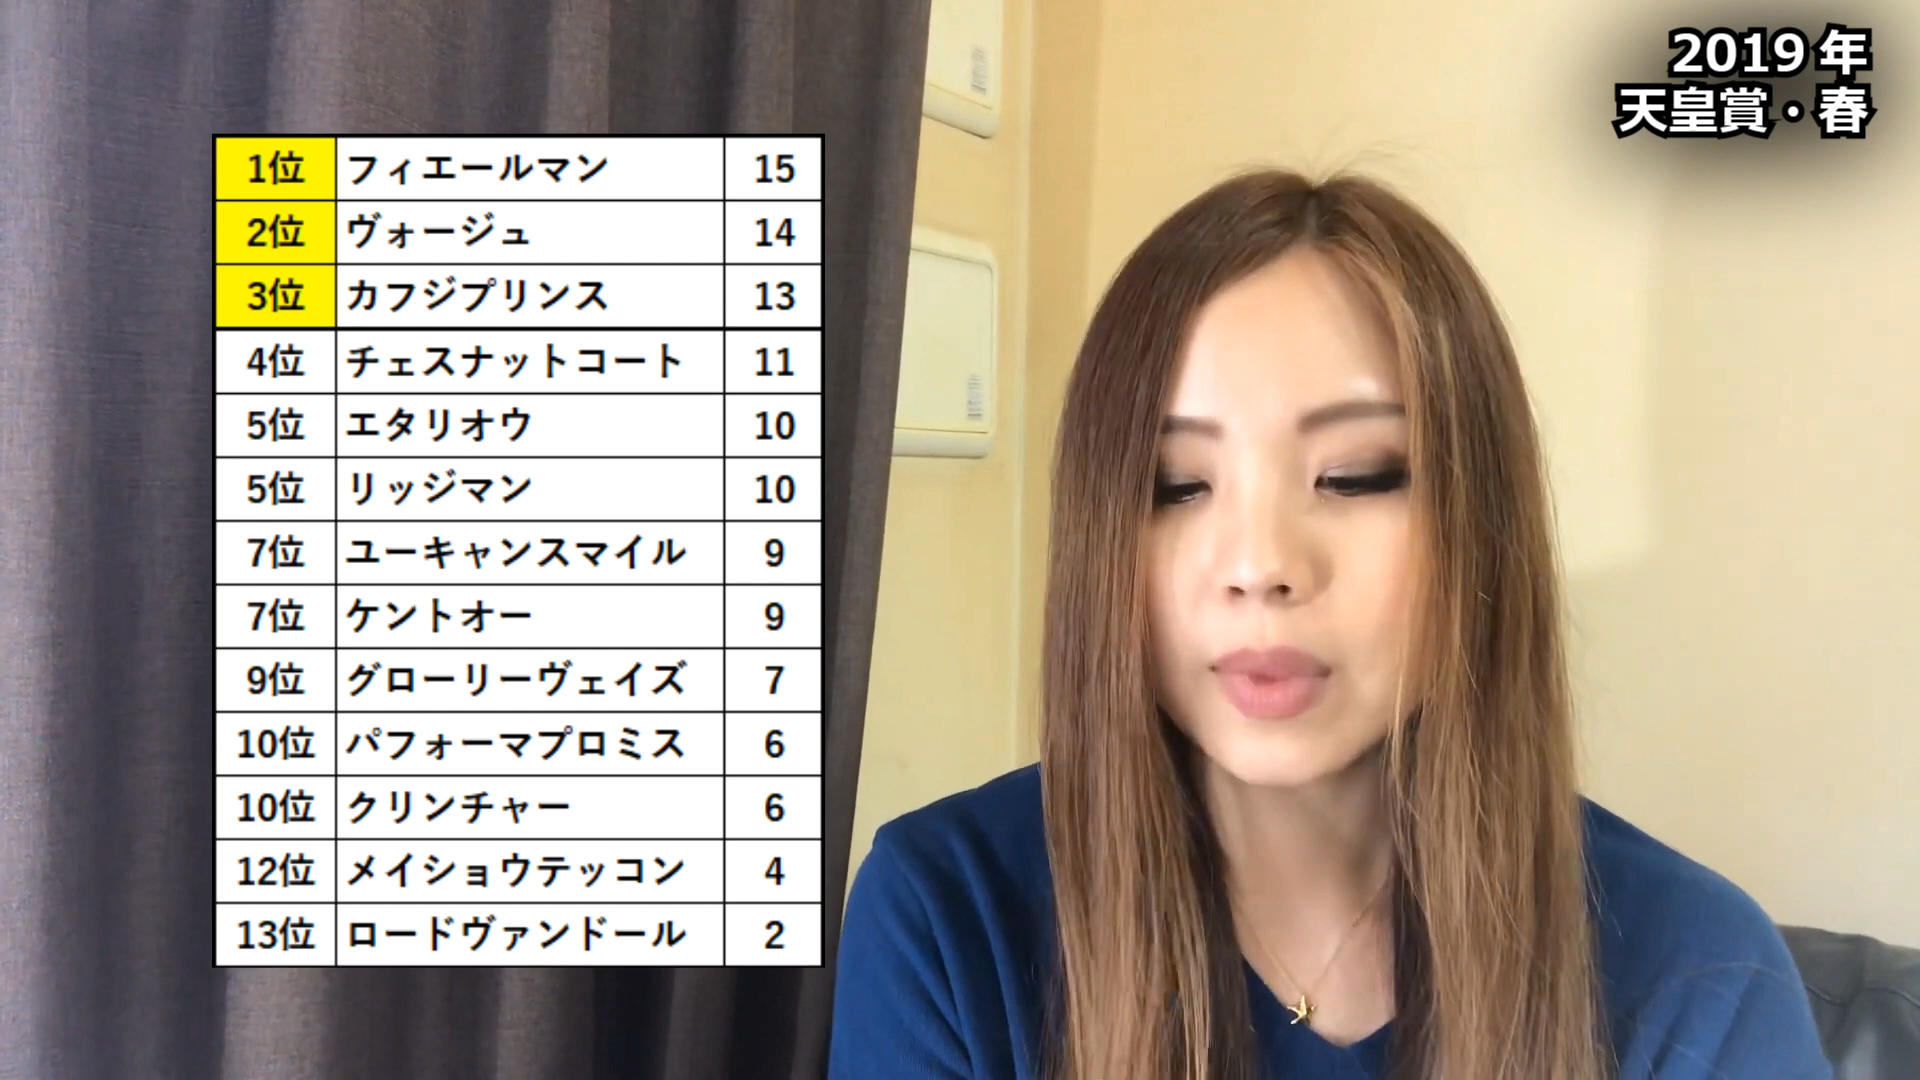 2019年
天皇賞・春
1位 フィエールマン 15
2位 ヴォージュ 14
3位 カフジプリンス 13
4位 チェスナットコート 11
5位 エタリオウ 10
5位 リッジマン 10
7位 ユーキャンスマイル 9
7位 ケントオー 9
9位 グローリーヴェイズ 7
10位 パフォーマプロミス 6
10位 クリンチャー 6
12位 メイショウテッコン 4
13位 ロードヴァンドール 2